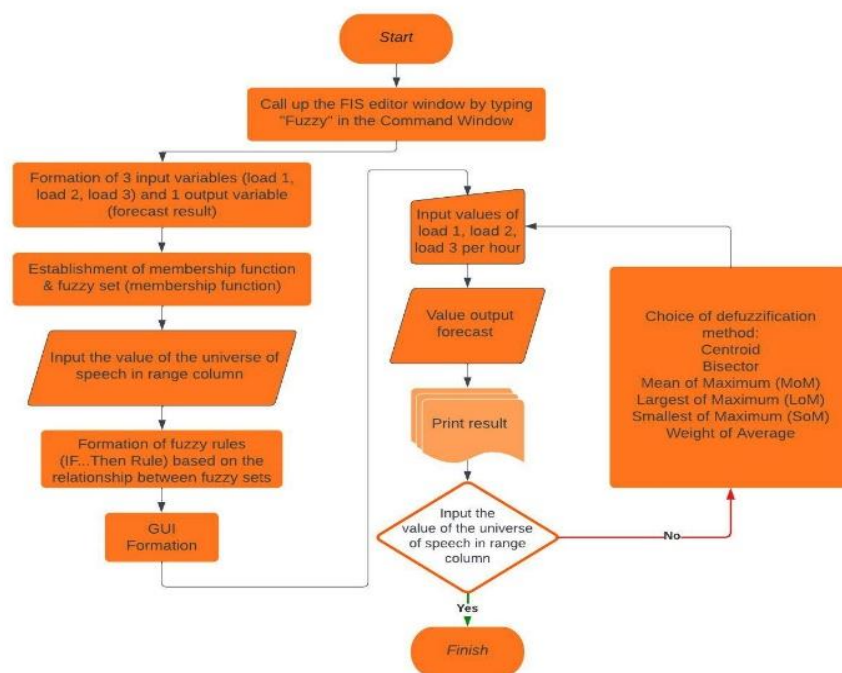 Start
Call up the FIS editor window by typing
"Fuzzy" in the Command Window
Formation of 3 input variables (load 1,
load 2, load 3) and 1 output variable
(forecast result)
Establishment of membership function
& fuzzy set (membership function)
Input the value of the universe of
speech in range column
Formation of fuzzy rules
(IF...Then Rule) based on the
relationship between fuzzy sets
GUI
Formation
Input values of
load 1, load 2,
load 3 per hour
Value output
forecast
Print result
Input the
value of the universe
of speech in range
column
No
Yes
Choice of defuzzification
method:
Centroid
Bisector
Mean of Maximum (MoM)
Largest of Maximum (LoM)
Smallest of Maximum (SoM)
Weight of Average
Finish